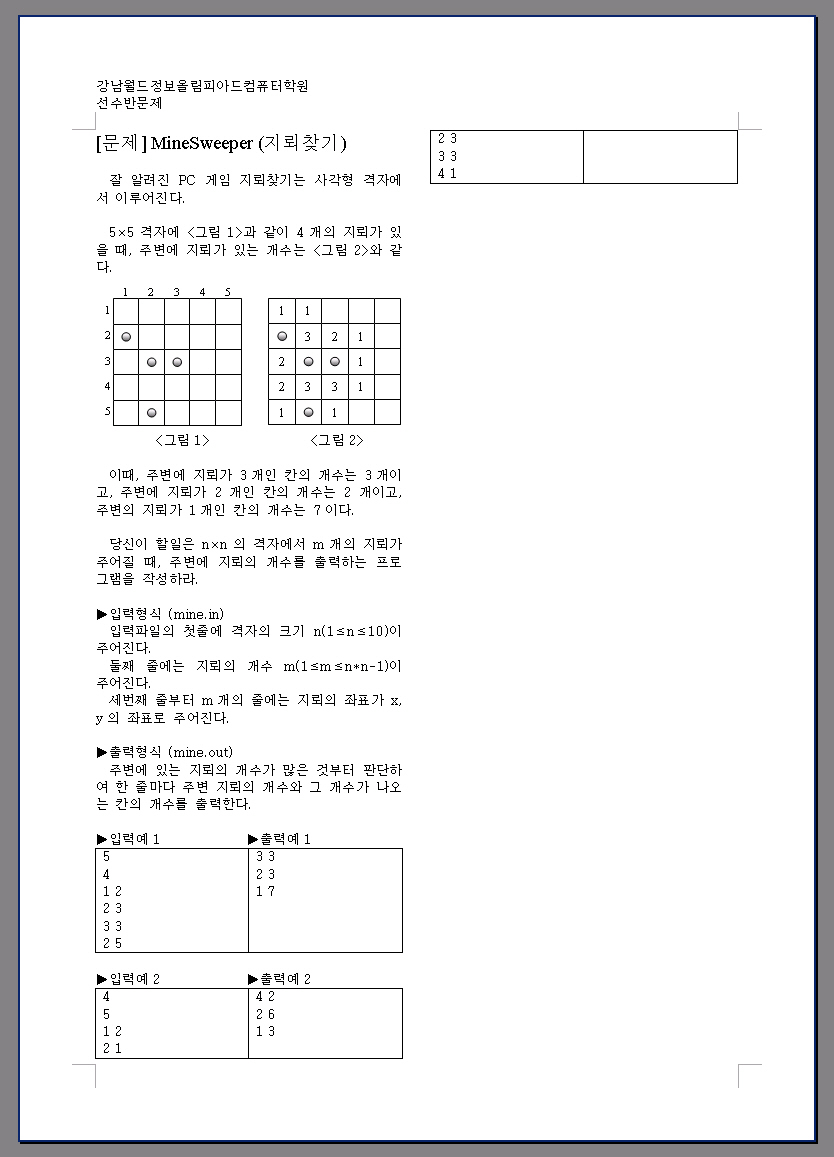 강남월드정보올림피아드컴퓨터학원
선수반문제
[문제] MineSweeper (지뢰찾기)
잘 알려진 PC 게임 지뢰찾기는 사각형 격자에
서 이루어진다.
5×5 격자에 <그림 1>과 같이 4 개의 지뢰가 있
을 때, 주변에 지뢰가 있는 개수는 <그림 2>와 같
다.
1 2 3 4 5
1
2
3
4
5
1 1
3 2 1
2 1
2 3 3 1
1 1
<그림 1> <그림 2>
이때, 주변에 지뢰가 3 개인 칸의 개수는 3 개이
고, 주변에 지뢰가 2 개인 칸의 개수는 2 개이고,
주변의 지뢰가 1 개인 칸의 개수는 7 이다.
당신이 할일은 n×n 의 격자에서 m 개의 지뢰가
주어질 때, 주변에 지뢰의 개수를 출력하는 프로
그램을 작성하라.
▶입력형식 (mine.in)
입력파일의 첫줄에 격자의 크기 n(1≤n≤10)이
주어진다.
둘째 줄에는 지뢰의 개수 m(1≤m≤n*n-1)이
주어진다.
세번째 줄부터 m 개의 줄에는 지뢰의 좌표가 x,
y 의 좌표로 주어진다.
▶출력형식 (mine.out)
주변에 있는 지뢰의 개수가 많은 것부터 판단하
여 한 줄마다 주변 지뢰의 개수와 그 개수가 나오
는 칸의 개수를 출력한다.
▶입력예 1 ▶출력예 1
5 3 3
4 2 3
1 2 1 7
2 3
3 3
2 5
▶입력예 2 ▶출력예 2
4 4 2
5 2 6
1 2 1 3
2 1
2 3
3 3
4 1